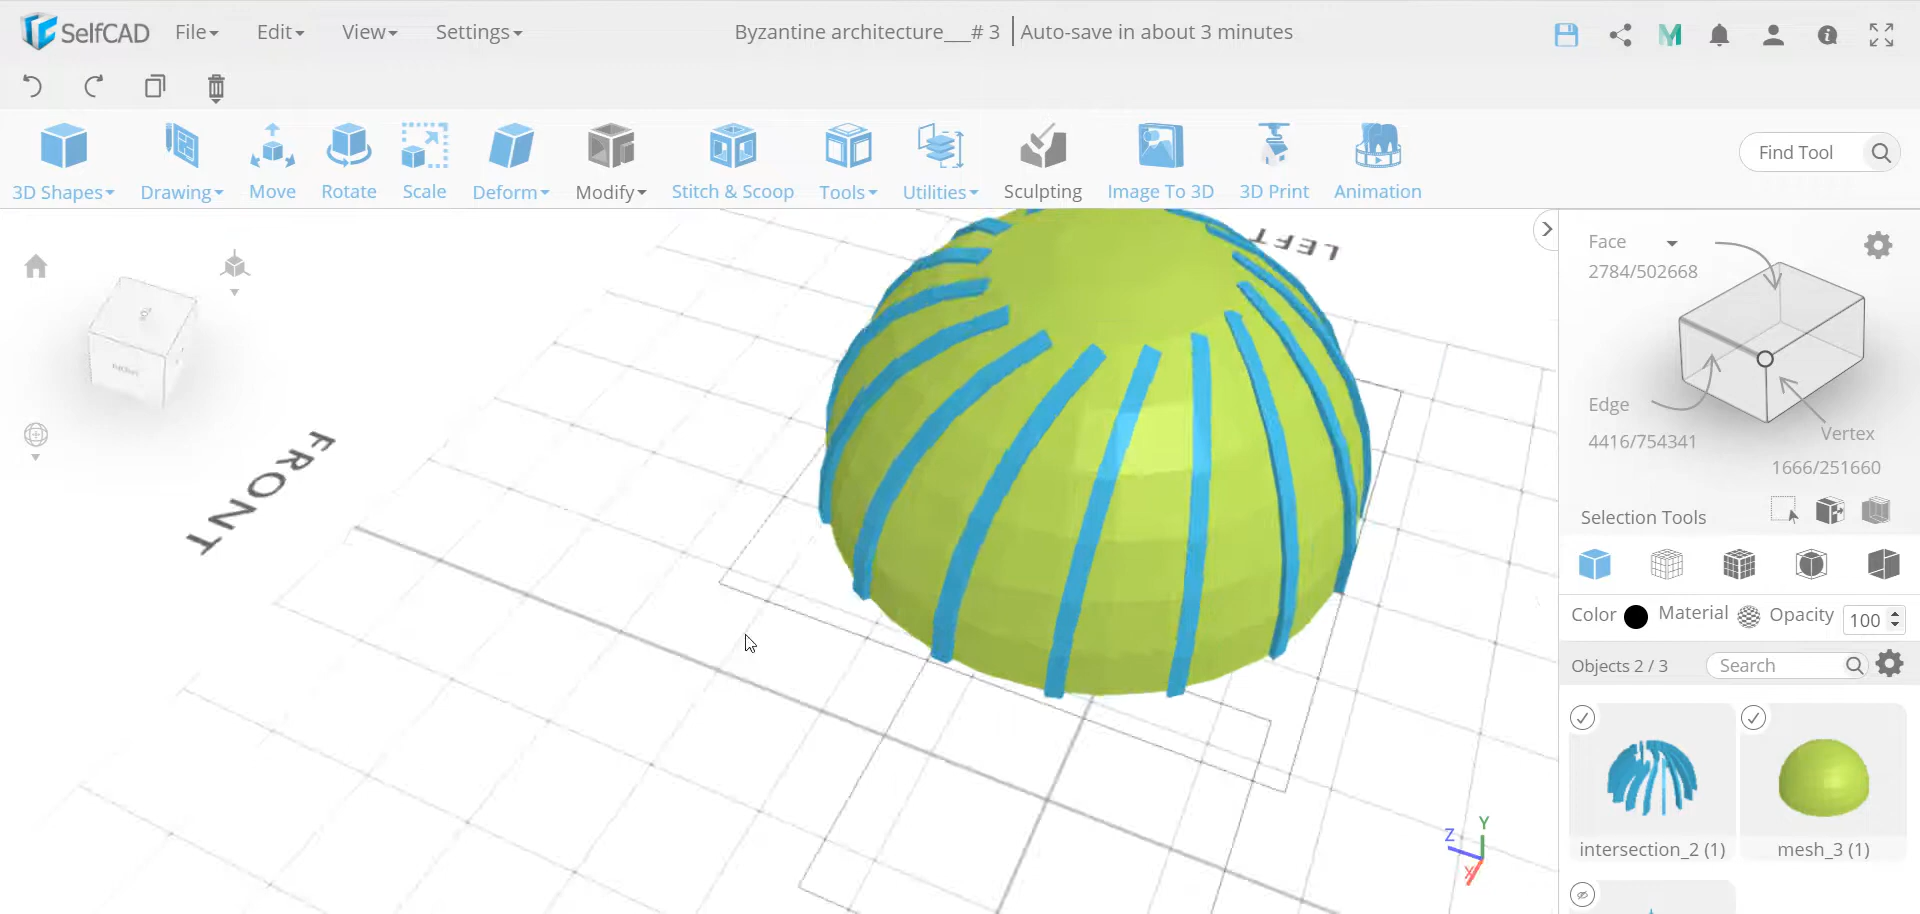 SelfCAD File Edit View Settings Byzantine architecture___# 3 Auto-save in about 3 minutes
3D Shapes Drawing Move Rotate Scale Deform Modify Stitch & Scoop Tools Utilities Sculpting Image To 3D 3D Print Animation Find Tool
LEFT
FRONT
Face
2784/502668
Edge
4416/754341
Vertex
1666/251660
Selection Tools
Color Material Opacity 100
Objects 2 / 3 Search
intersection_2 (1) mesh_3 (1)
Y
Z
X